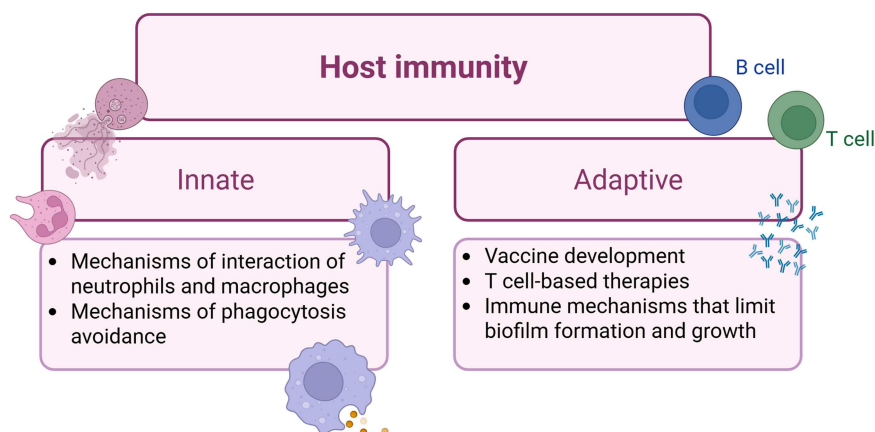 Host immunity
B cell
T cell
Innate
Adaptive
• Mechanisms of interaction of
neutrophils and macrophages
• Mechanisms of phagocytosis
avoidance
• Vaccine development
• T cell-based therapies
• Immune mechanisms that limit
biofilm formation and growth